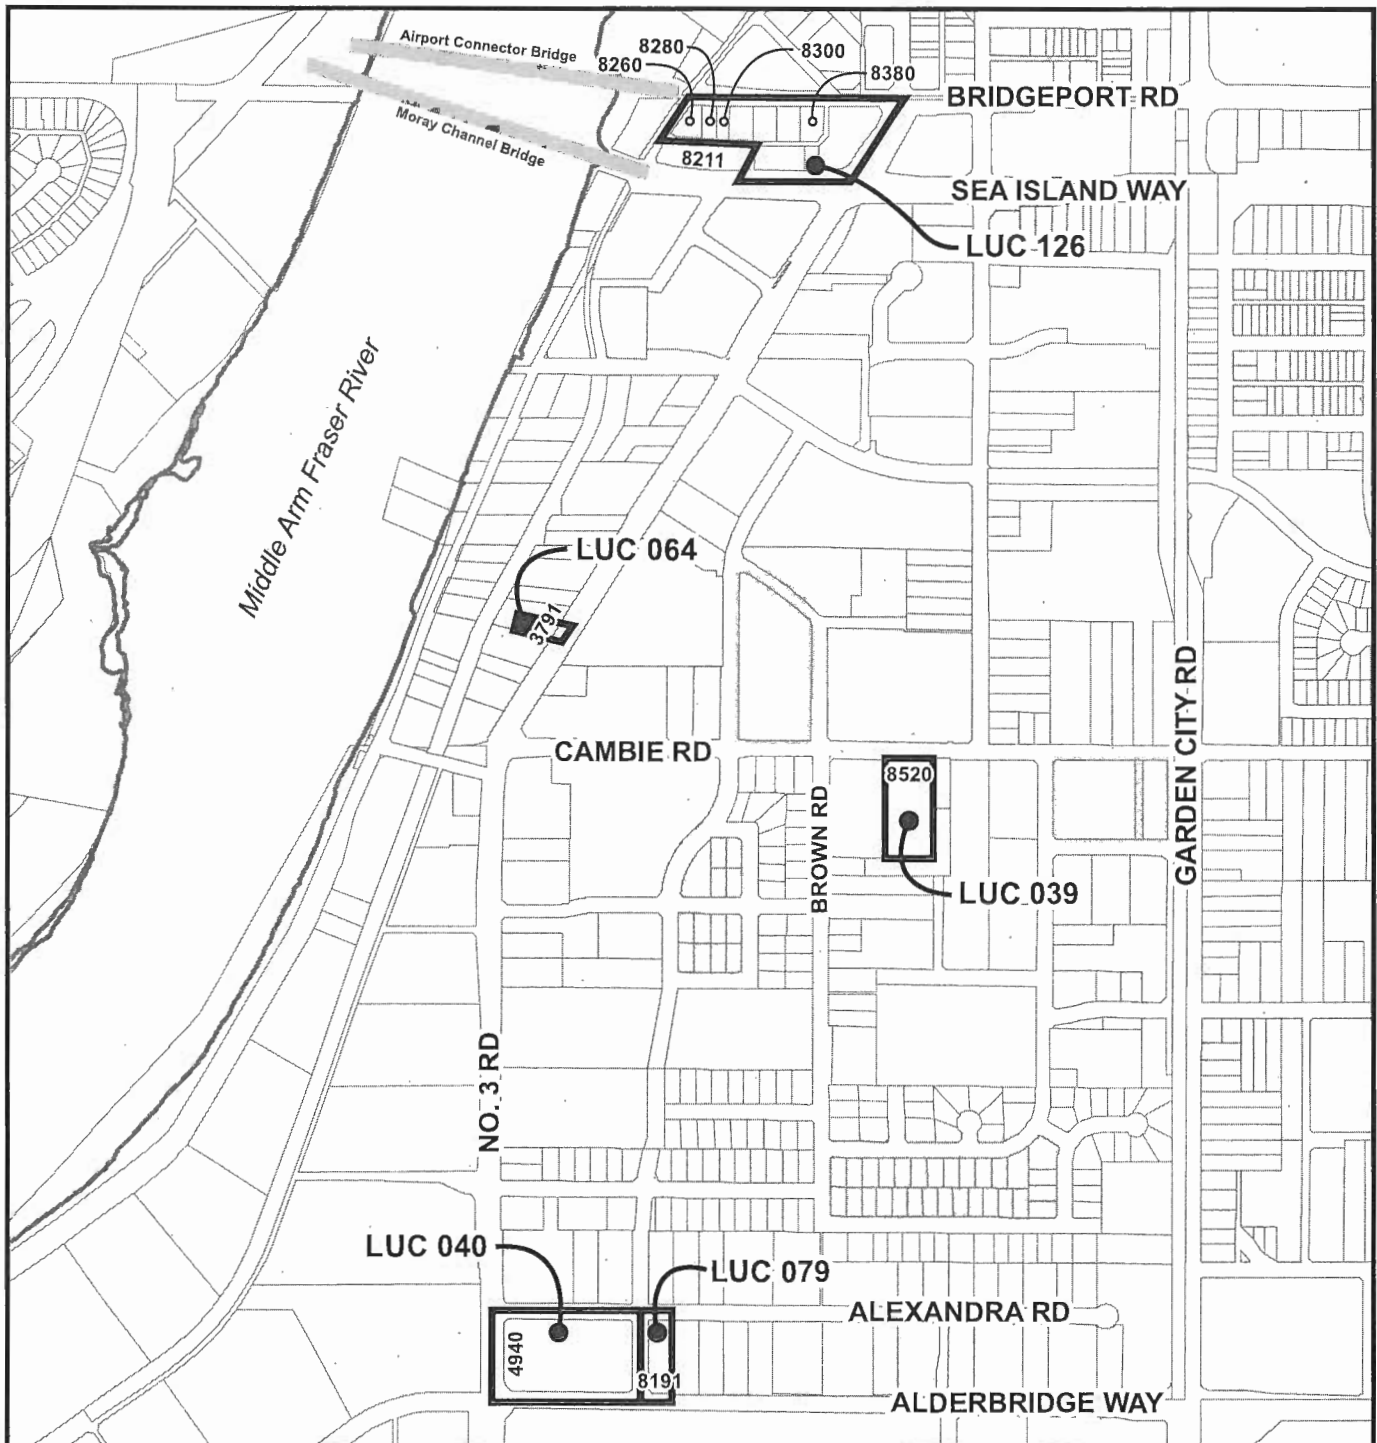 Airport Connector Bridge
8280
8300
8260
8380
BRIDGEPORT RD
Moray Channel Bridge
8211
SEA ISLAND WAY
LUC 126
Middle Arm Fraser River
LUC 064
3791
GARDEN CITY RD
CAMBIE RD
8520
BROWN RD
LUC 039
NO. 3 RD
LUC 040
LUC 079
ALEXANDRA RD
4940
8191
ALDERBRIDGE WAY